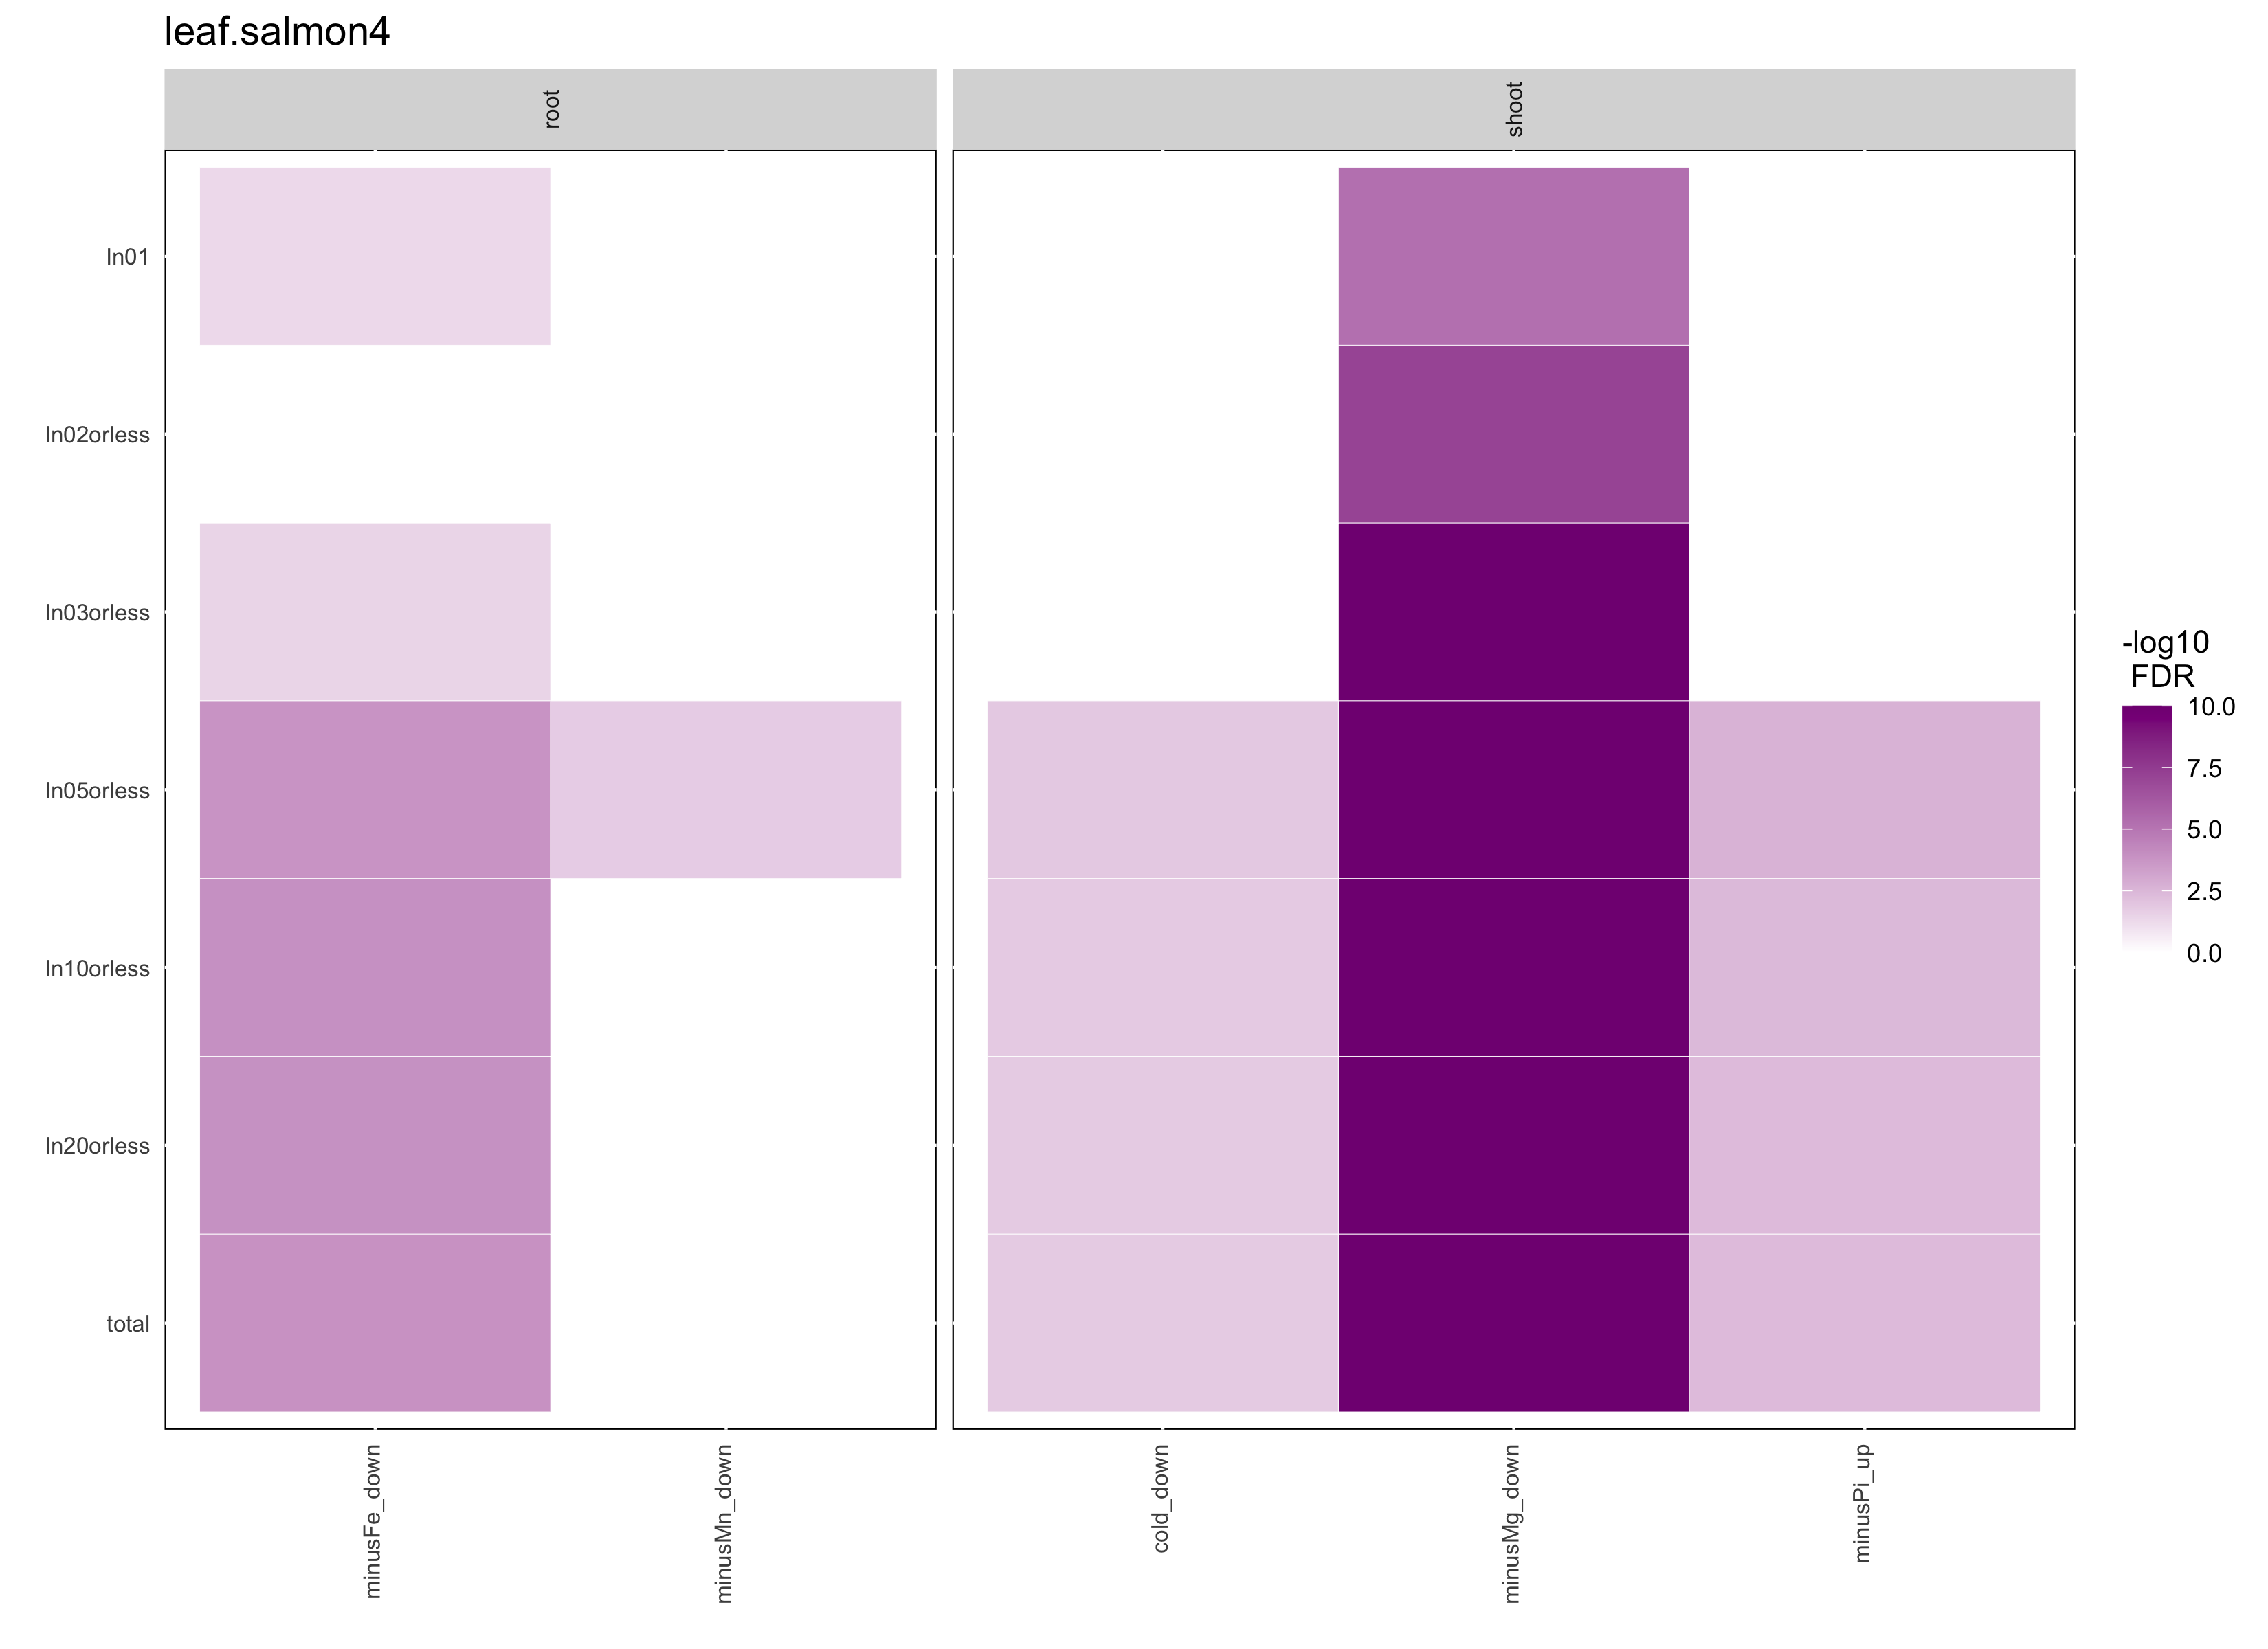 leaf.salmon4
root
shoot
In01
In02orless
In03orless
In05orless
In10orless
In20orless
total
minusFe_down
minusMn_down
cold_down
minusMg_down
minusPi_up
-log10
FDR
10.0
7.5
5.0
2.5
0.0